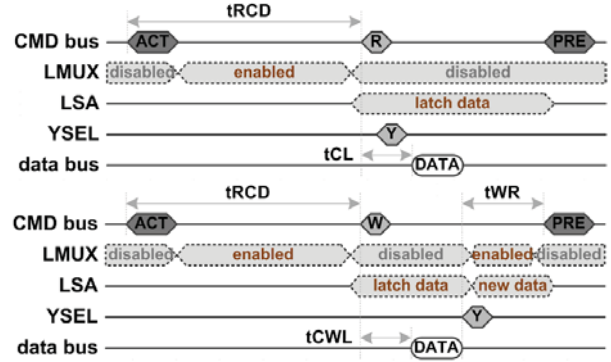 tRCD
CMD bus ACT R PRE
LMUX disabled enabled disabled
LSA latch data
YSEL Y
tCL
data bus DATA
tRCD tWR
CMD bus ACT W PRE
LMUX disabled enabled disabled enabled disabled
LSA latch data new data
YSEL Y
tCWL
data bus DATA